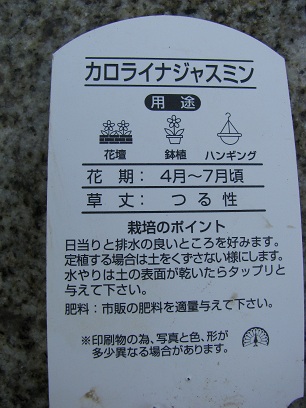 カロライナジャスミン
用途
花壇 鉢植 ハンギング
花期: 4月～7月頃
草丈: つる性
栽培のポイント
日当りと排水の良いところを好みます。
定植する場合は土をくずさない様にします。
水やりは土の表面が乾いたらタップリと
与えて下さい。
肥料:市販の肥料を適量与えて下さい。
※印刷物の為、写真と色、形が
多少異なる場合があります。